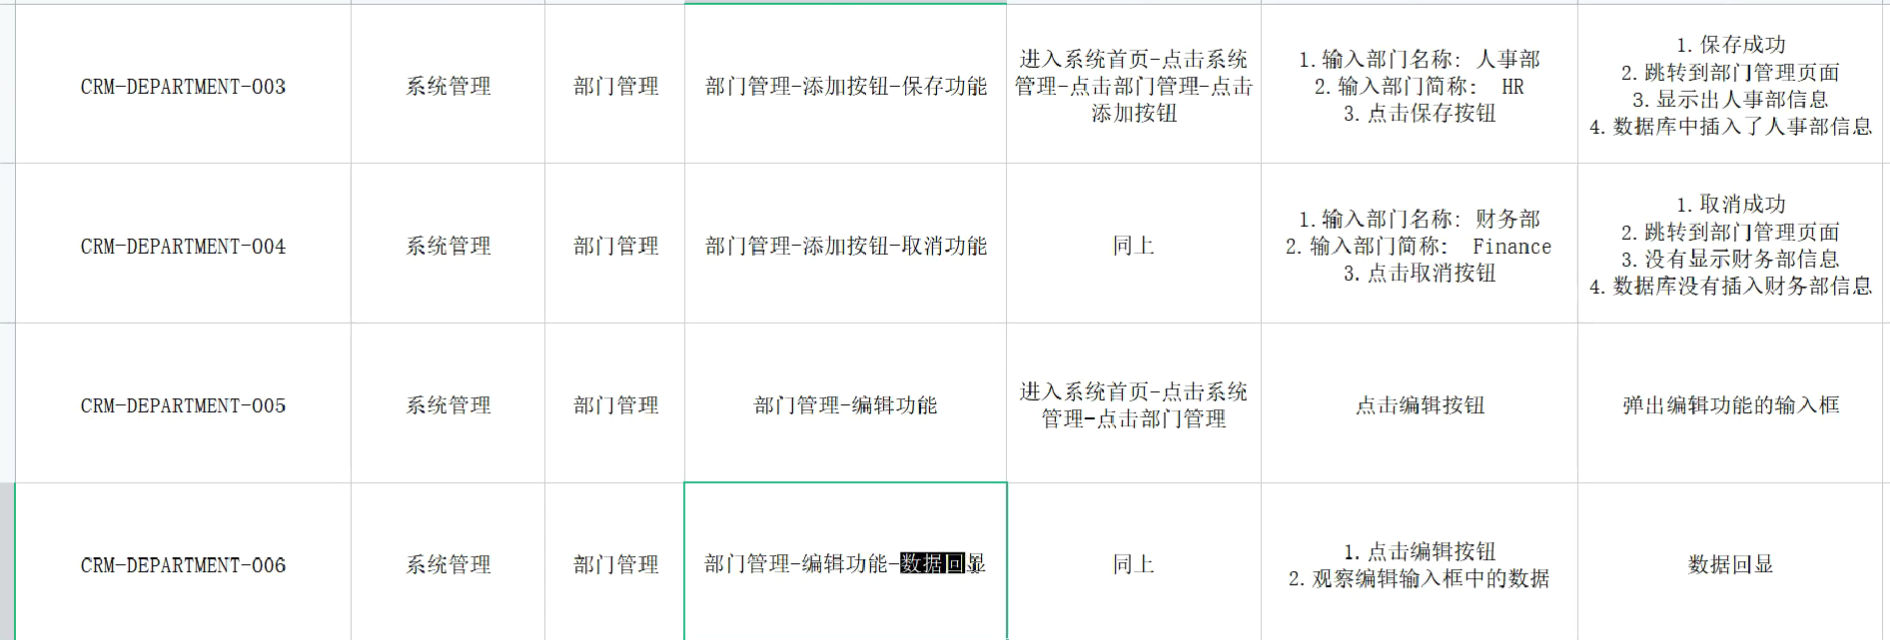 CRM-DEPARTMENT-003
系统管理
部门管理
部门管理-添加按钮-保存功能
进入系统首页-点击系统
管理-点击部门管理-点击
添加按钮
1.输入部门名称: 人事部
2.输入部门简称: HR
3.点击保存按钮
1.保存成功
2.跳转到部门管理页面
3.显示出人事部信息
4.数据库中插入了人事部信息
CRM-DEPARTMENT-004
系统管理
部门管理
部门管理-添加按钮-取消功能
同上
1.输入部门名称: 财务部
2.输入部门简称: Finance
3.点击取消按钮
1.取消成功
2.跳转到部门管理页面
3.没有显示财务部信息
4.数据库没有插入财务部信息
CRM-DEPARTMENT-005
系统管理
部门管理
部门管理-编辑功能
进入系统首页-点击系统
管理-点击部门管理
点击编辑按钮
弹出编辑功能的输入框
CRM-DEPARTMENT-006
系统管理
部门管理
部门管理-编辑功能-数据回显
同上
1.点击编辑按钮
2.观察编辑输入框中的数据
数据回显